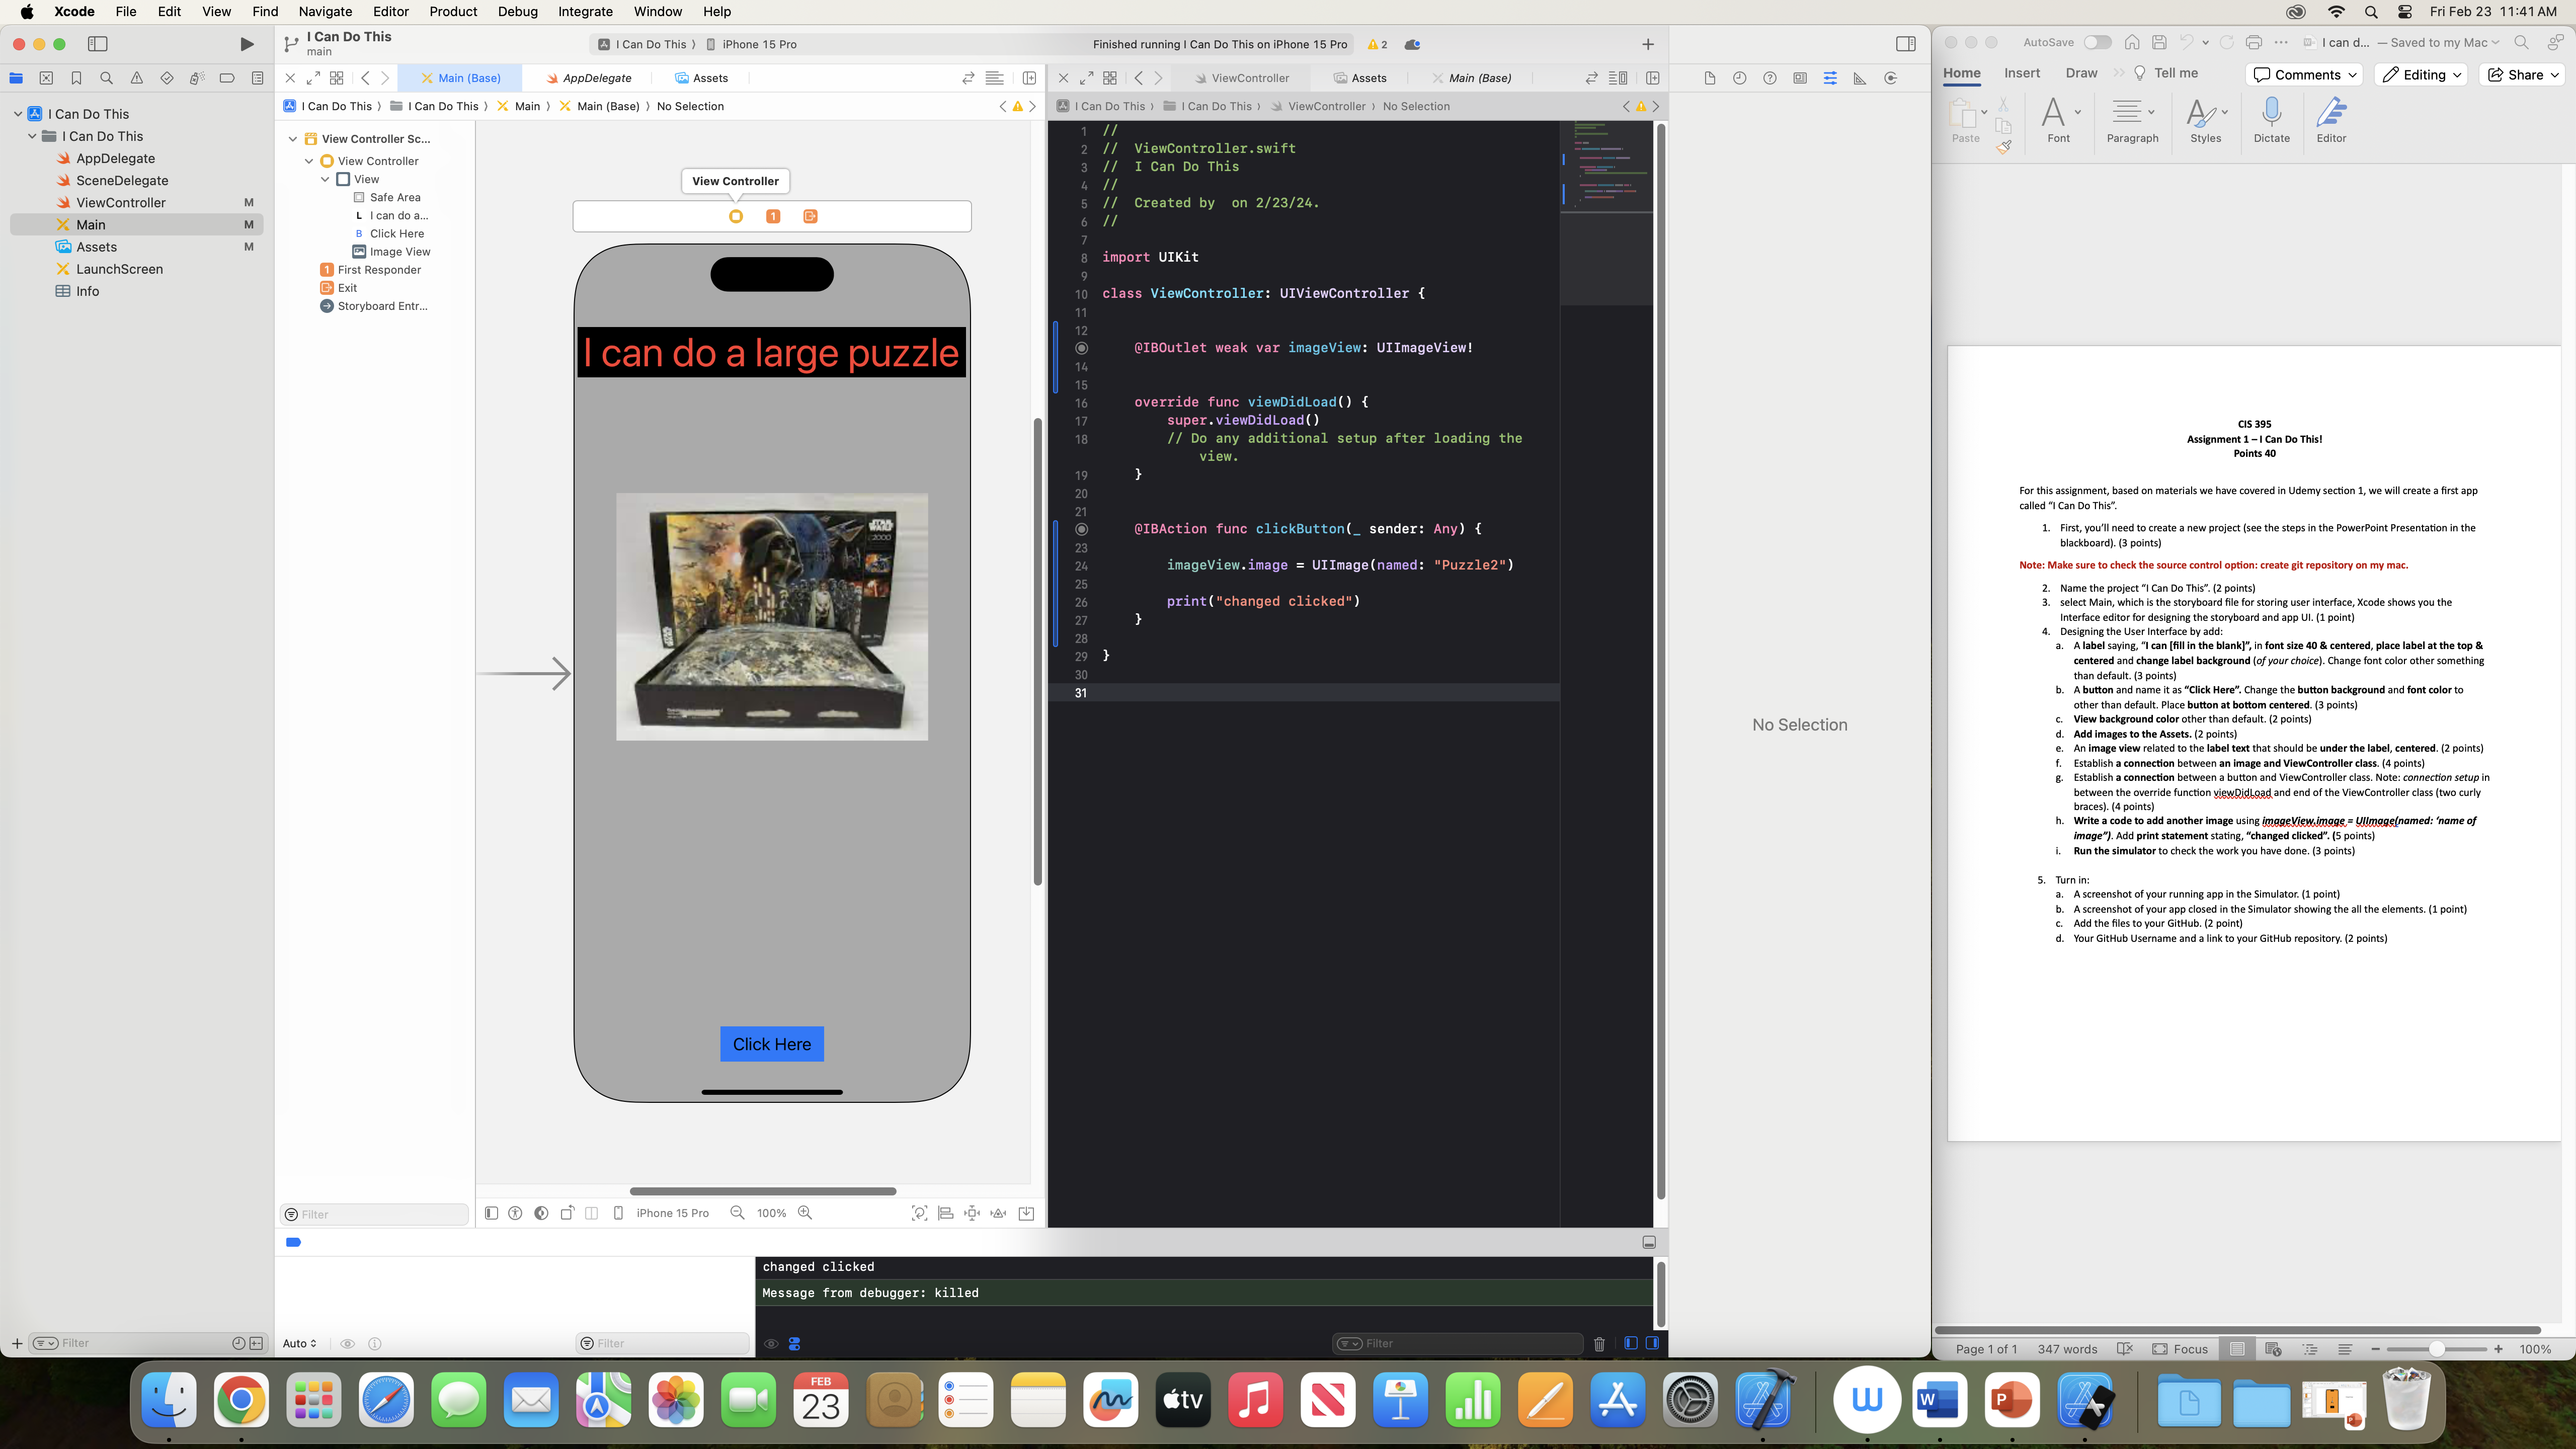 Xcode File Edit View Find Navigate Editor Product Debug Integrate Window Help
Fri Feb 23 11:41 AM
I Can Do This
main
I Can Do This
iPhone 15 Pro
Finished running I Can Do This on iPhone 15 Pro
2
Main (Base)
AppDelegate
Assets
ViewController
Assets
Main (Base)
I Can Do This
I Can Do This
Main
Main (Base)
No Selection
I Can Do This
I Can Do This
ViewController
No Selection
I Can Do This
I Can Do This
AppDelegate
SceneDelegate
ViewController M
Main M
Assets M
LaunchScreen
Info
Filter
View Controller Sc...
View Controller
View
Safe Area
L I can do a...
B Click Here
Image View
1 First Responder
Exit
Storyboard Entr...
Filter
View Controller
1
I can do a large puzzle
STAR
WARS
2000
Click Here
iPhone 15 Pro
100%
1 //
2 //  ViewController.swift
3 //  I Can Do This
4 //
5 //  Created by  on 2/23/24.
6 //
7
8 import UIKit
9
10 class ViewController: UIViewController {
11
12
@IBOutlet weak var imageView: UIImageView!
14
15
16 override func viewDidLoad() {
17 super.viewDidLoad()
18 // Do any additional setup after loading the
view.
19 }
20
21
@IBAction func clickButton(_ sender: Any) {
23
24 imageView.image = UIImage(named: "Puzzle2")
25
26 print("changed clicked")
27 }
28
29 }
30
31
Auto
Filter
changed clicked
Message from debugger: killed
Filter
No Selection
AutoSave
I can d... — Saved to my Mac
Home Insert Draw Tell me
Comments
Editing
Share
Paste
Font
Paragraph
Styles
Dictate
Editor
CIS 395
Assignment 1 – I Can Do This!
Points 40
For this assignment, based on materials we have covered in Udemy section 1, we will create a first app
called “I Can Do This”.
1. First, you’ll need to create a new project (see the steps in the PowerPoint Presentation in the
blackboard). (3 points)
Note: Make sure to check the source control option: create git repository on my mac.
2. Name the project “I Can Do This”. (2 points)
3. select Main, which is the storyboard file for storing user interface, Xcode shows you the
Interface editor for designing the storyboard and app UI. (1 point)
4. Designing the User Interface by add:
a. A label saying, “I can [fill in the blank]”, in font size 40 & centered, place label at the top &
centered and change label background (of your choice). Change font color other something
than default. (3 points)
b. A button and name it as “Click Here”. Change the button background and font color to
other than default. Place button at bottom centered. (3 points)
c. View background color other than default. (2 points)
d. Add images to the Assets. (2 points)
e. An image view related to the label text that should be under the label, centered. (2 points)
f. Establish a connection between an image and ViewController class. (4 points)
g. Establish a connection between a button and ViewController class. Note: connection setup in
between the override function viewDidLoad and end of the ViewController class (two curly
braces). (4 points)
h. Write a code to add another image using imageView.image = UIImage(named: ‘name of
image”). Add print statement stating, “changed clicked”. (5 points)
i. Run the simulator to check the work you have done. (3 points)
5. Turn in:
a. A screenshot of your running app in the Simulator. (1 point)
b. A screenshot of your app closed in the Simulator showing the all the elements. (1 point)
c. Add the files to your GitHub. (2 point)
d. Your GitHub Username and a link to your GitHub repository. (2 points)
Page 1 of 1
347 words
Focus
100%
FEB
23
tv
W
W
P